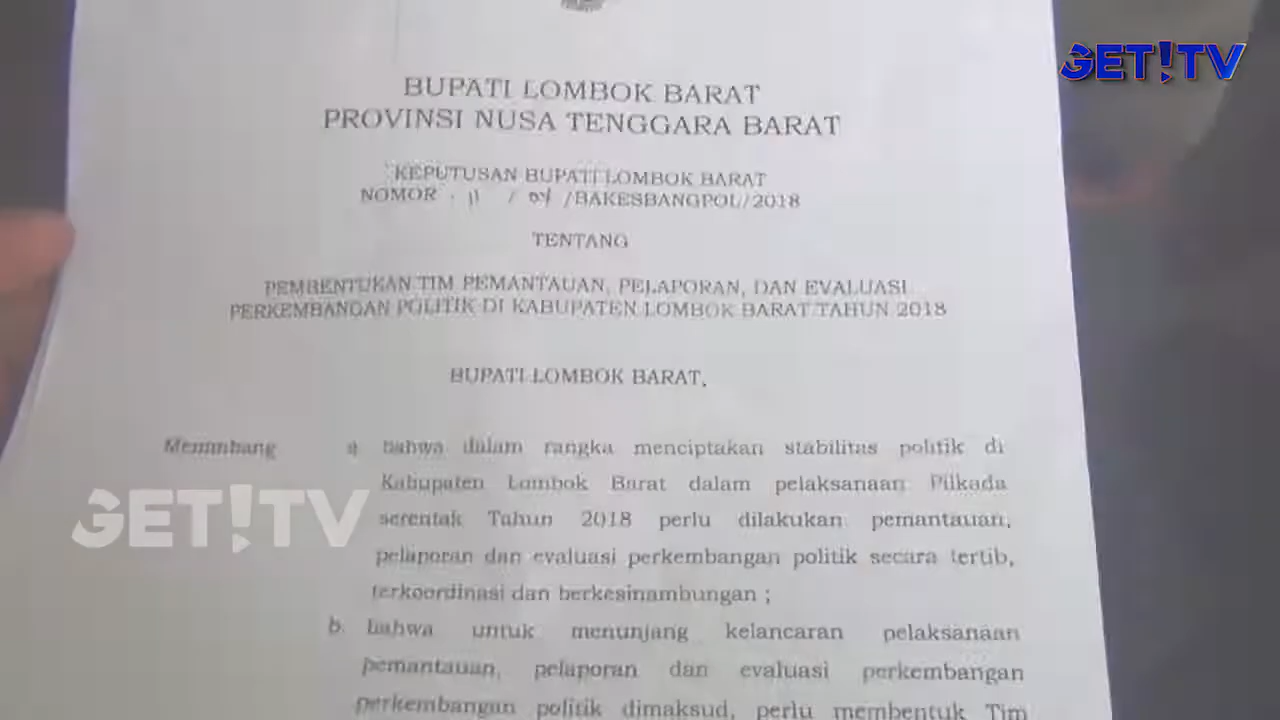 GET!TV
BUPATI LOMBOK BARAT
PROVINSI NUSA TENGGARA BARAT
KEPUTUSAN BUPATI LOMBOK BARAT
NOMOR : 11 / 04 /BAKESBANGPOL/2018
TENTANG
PEMBENTUKAN TIM PEMANTAUAN, PELAPORAN, DAN EVALUASI
PERKEMBANGAN POLITIK DI KABUPATEN LOMBOK BARAT TAHUN 2018
BUPATI LOMBOK BARAT,
Menimbang a bahwa dalam rangka menciptakan stabilitas politik di
Kabupaten Lombok Barat dalam pelaksanaan Pilkada
serentak Tahun 2018 perlu dilakukan pemantauan,
pelaporan dan evaluasi perkembangan politik secara tertib,
terkoordinasi dan berkesinambungan ;
GET!TV
b. bahwa untuk menunjang kelancaran pelaksanaan
pemantauan, pelaporan dan evaluasi perkembangan
perkembangan politik dimaksud, perlu membentuk Tim